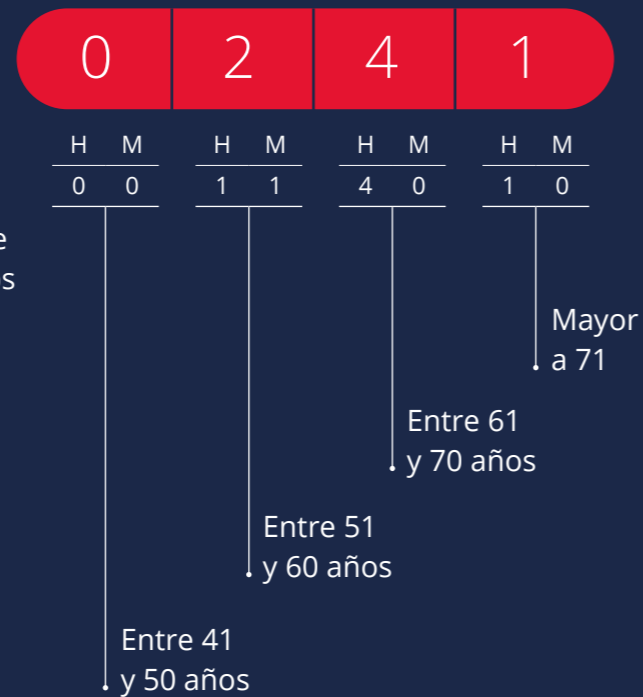 0 2 4 1
H M H M H M H M
0 0 1 1 4 0 1 0
Mayor
a 71
Entre 61
y 70 años
Entre 51
y 60 años
Entre 41
y 50 años